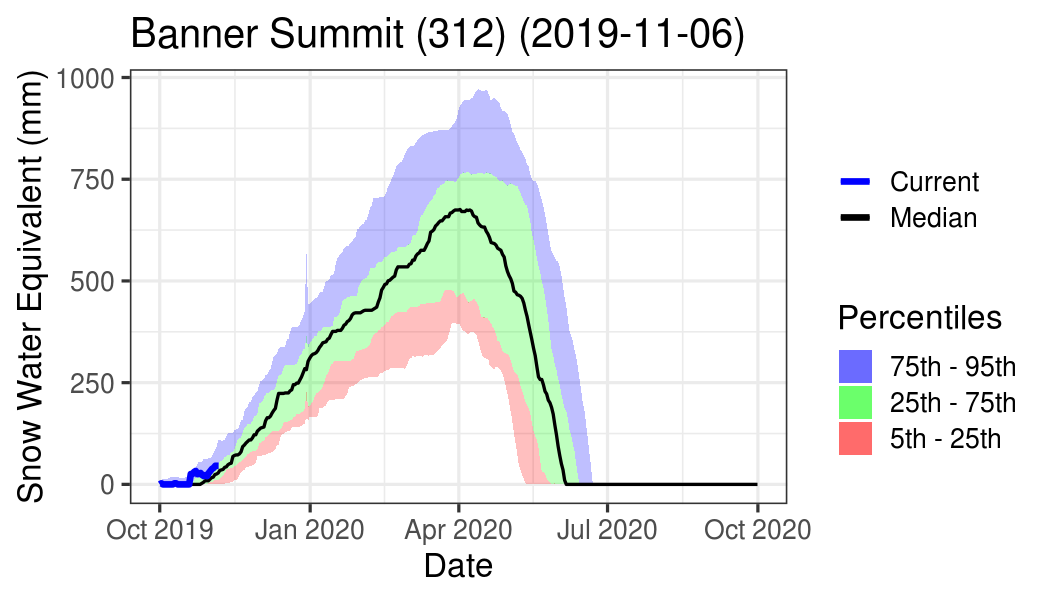 Banner Summit (312) (2019-11-06)
Snow Water Equivalent (mm)
1000
750
500
250
0
Oct 2019 Jan 2020 Apr 2020 Jul 2020 Oct 2020
Date
Current
Median
Percentiles
75th - 95th
25th - 75th
5th - 25th